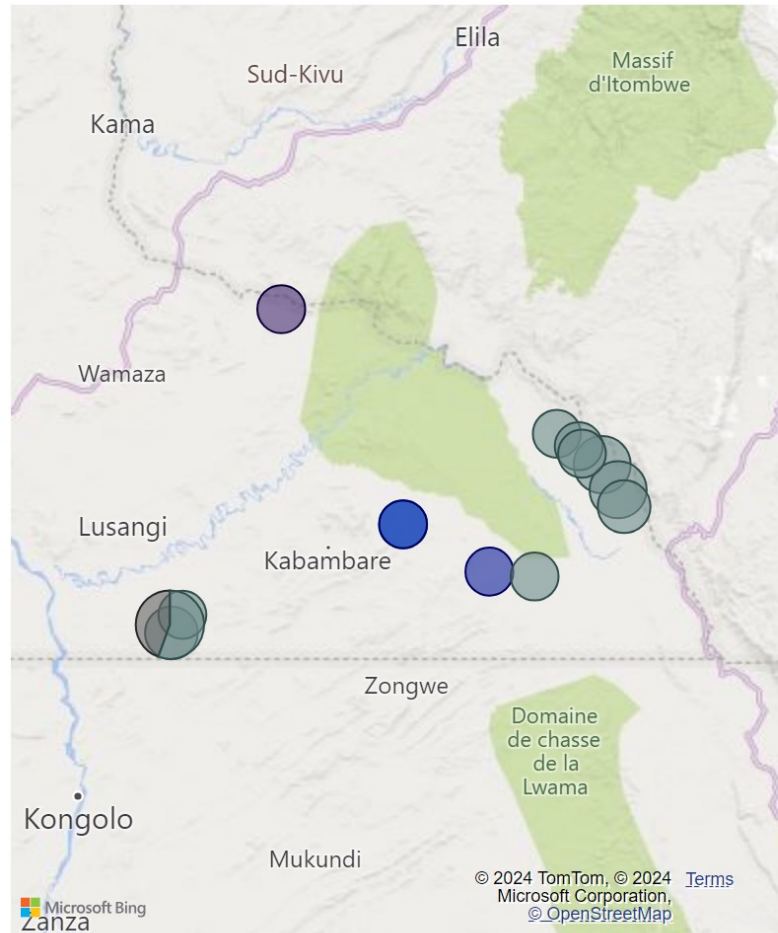 Elila
Sud-Kivu
Massif
d'Itombwe
Kama
Wamaza
Lusangi
Kabambare
Zongwe
Domaine
de chasse
de la
Lwama
Kongolo
Mukundi
© 2024 TomTom, © 2024 Terms
Microsoft Corporation,
© OpenStreetMap
Microsoft Bing
Zanza